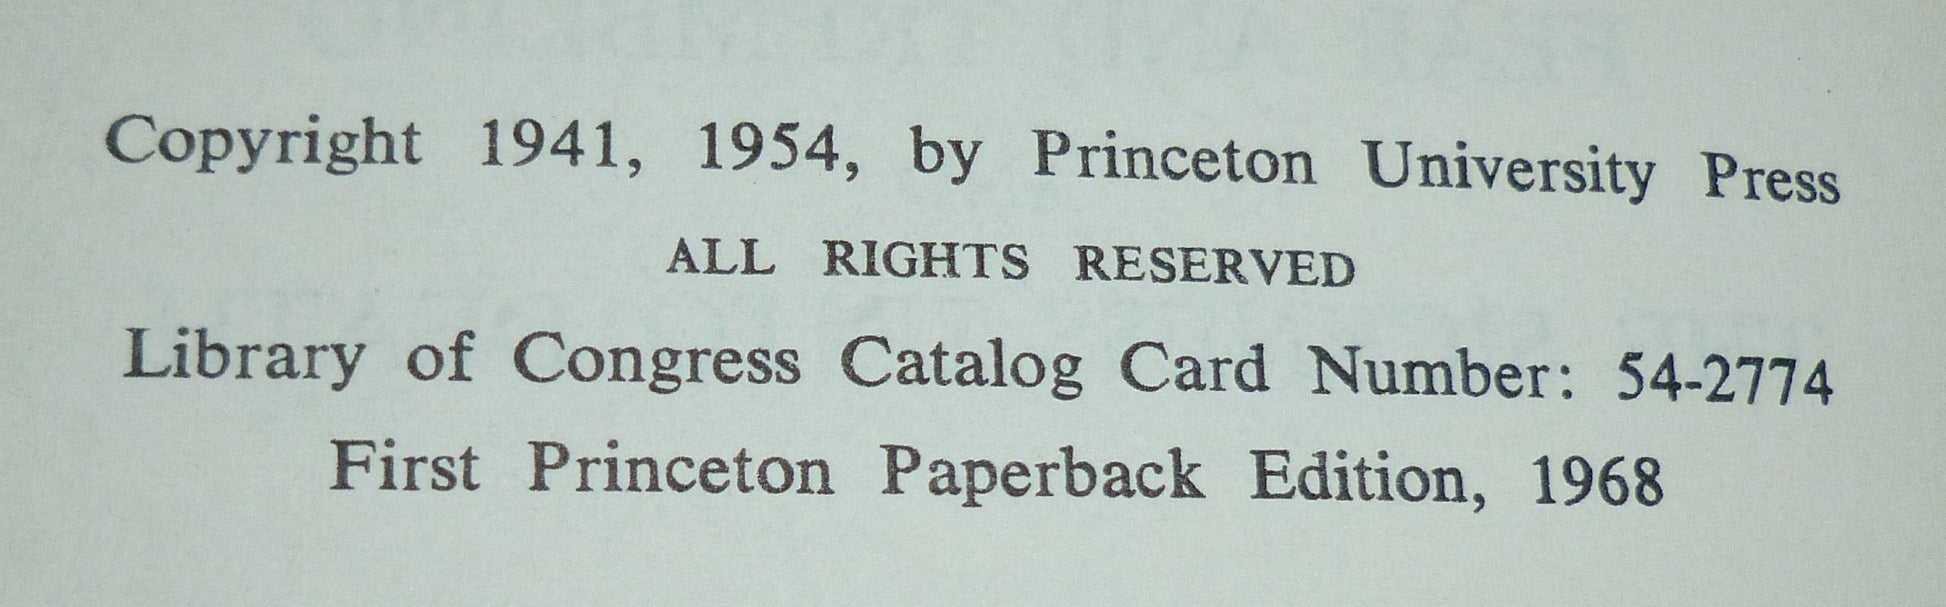 Copyright 1941, 1954, by Princeton University Press
ALL RIGHTS RESERVED
Library of Congress Catalog Card Number: 54-2774
First Princeton Paperback Edition, 1968